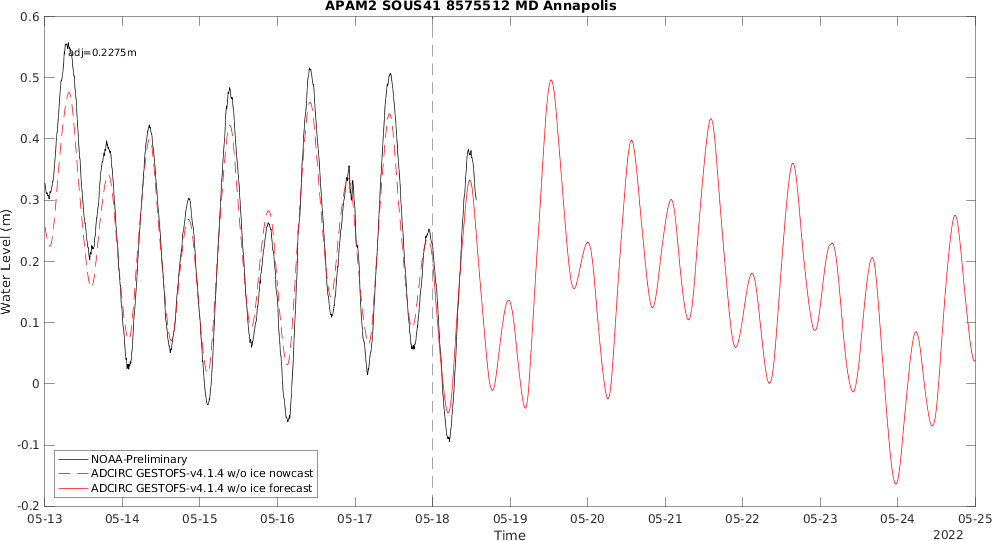 APAM2 SOUS41 8575512 MD Annapolis
adj=0.2275m
0.6
0.5
0.4
0.3
0.2
0.1
0
-0.1
-0.2
Water Level (m)
NOAA-Preliminary
ADCIRC GESTOFS-v4.1.4 w/o ice nowcast
ADCIRC GESTOFS-v4.1.4 w/o ice forecast
05-13 05-14 05-15 05-16 05-17 05-18 05-19 05-20 05-21 05-22 05-23 05-24 05-25
Time
2022